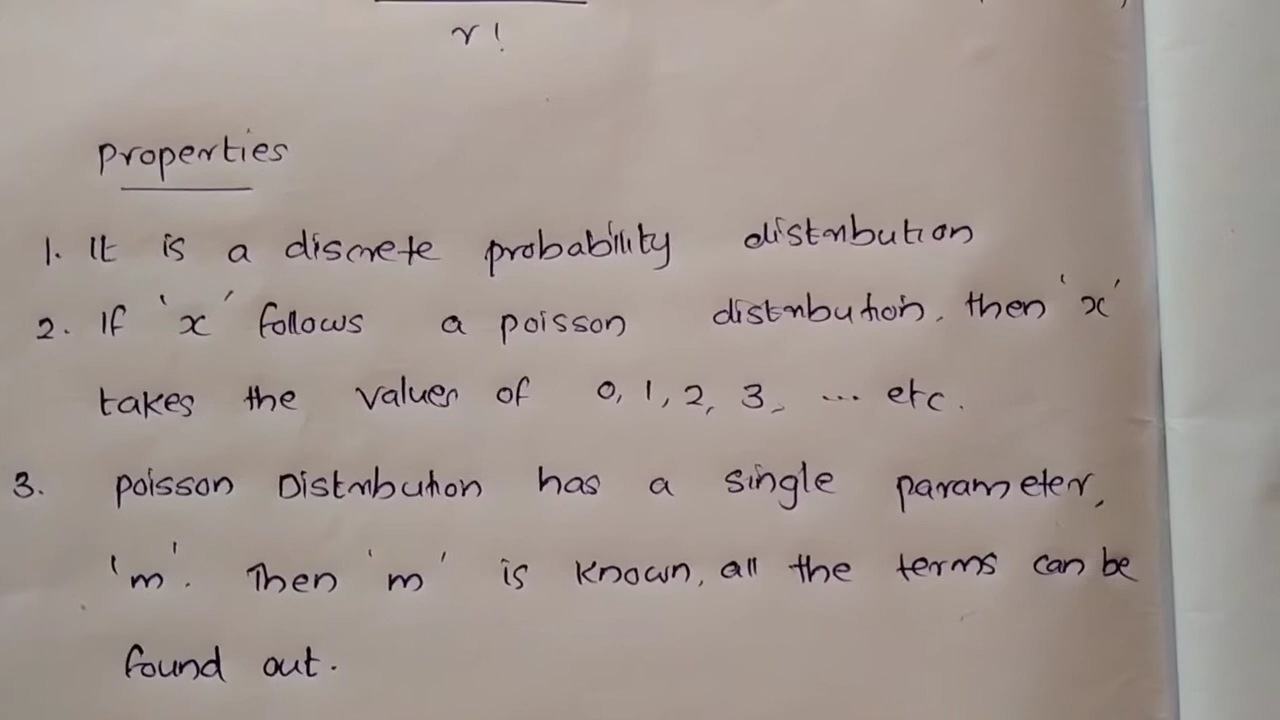 r!
Properties
1. It is a discrete probability distribution
2. If 'x' follows a poisson distribution, then 'x'
takes the values of 0, 1, 2, 3, ... etc.
3. poisson Distribution has a single parameter,
'm'. Then 'm' is known, all the terms can be
found out.